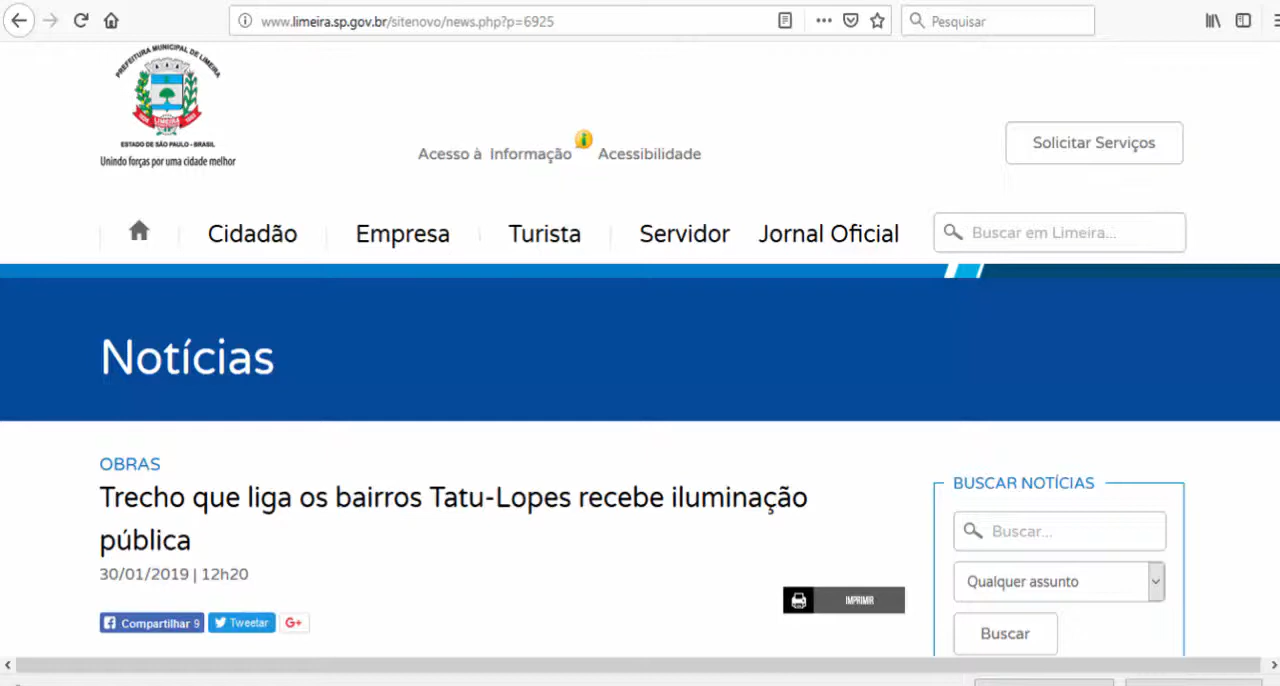 www.limeira.sp.gov.br/sitenovo/news.php?p=6925
Pesquisar
PREFEITURA MUNICIPAL DE LIMEIRA
LIMEIRA
ESTADO DE SÃO PAULO - BRASIL
Unindo forças por uma cidade melhor
Acesso à Informação
Acessibilidade
Solicitar Serviços
Cidadão
Empresa
Turista
Servidor
Jornal Oficial
Buscar em Limeira...
Notícias
OBRAS
Trecho que liga os bairros Tatu-Lopes recebe iluminação
pública
30/01/2019 | 12h20
IMPRIMIR
Compartilhar 9
Tweetar
G+
BUSCAR NOTÍCIAS
Buscar...
Qualquer assunto
Buscar